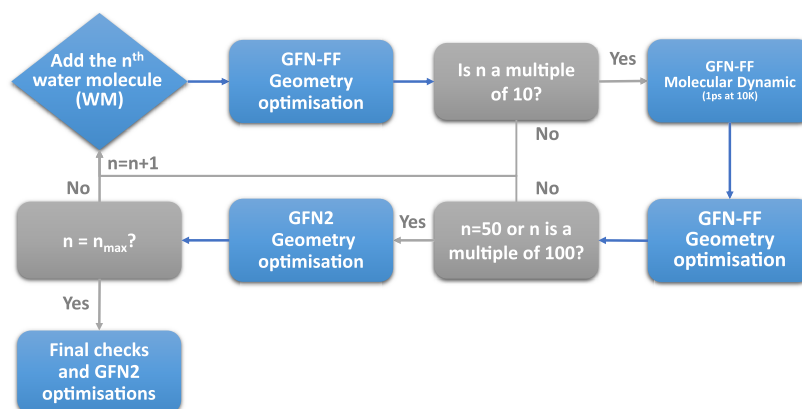 Add the nth
water molecule
(WM)
GFN-FF
Geometry
optimisation
Is n a multiple
of 10?
Yes
GFN-FF
Molecular Dynamic
(1ps at 10K)
No
n=n+1
No
No
n = nmax?
GFN2
Geometry
optimisation
Yes
n=50 or n is a
multiple of 100?
GFN-FF
Geometry
optimisation
Yes
Final checks
and GFN2
optimisations